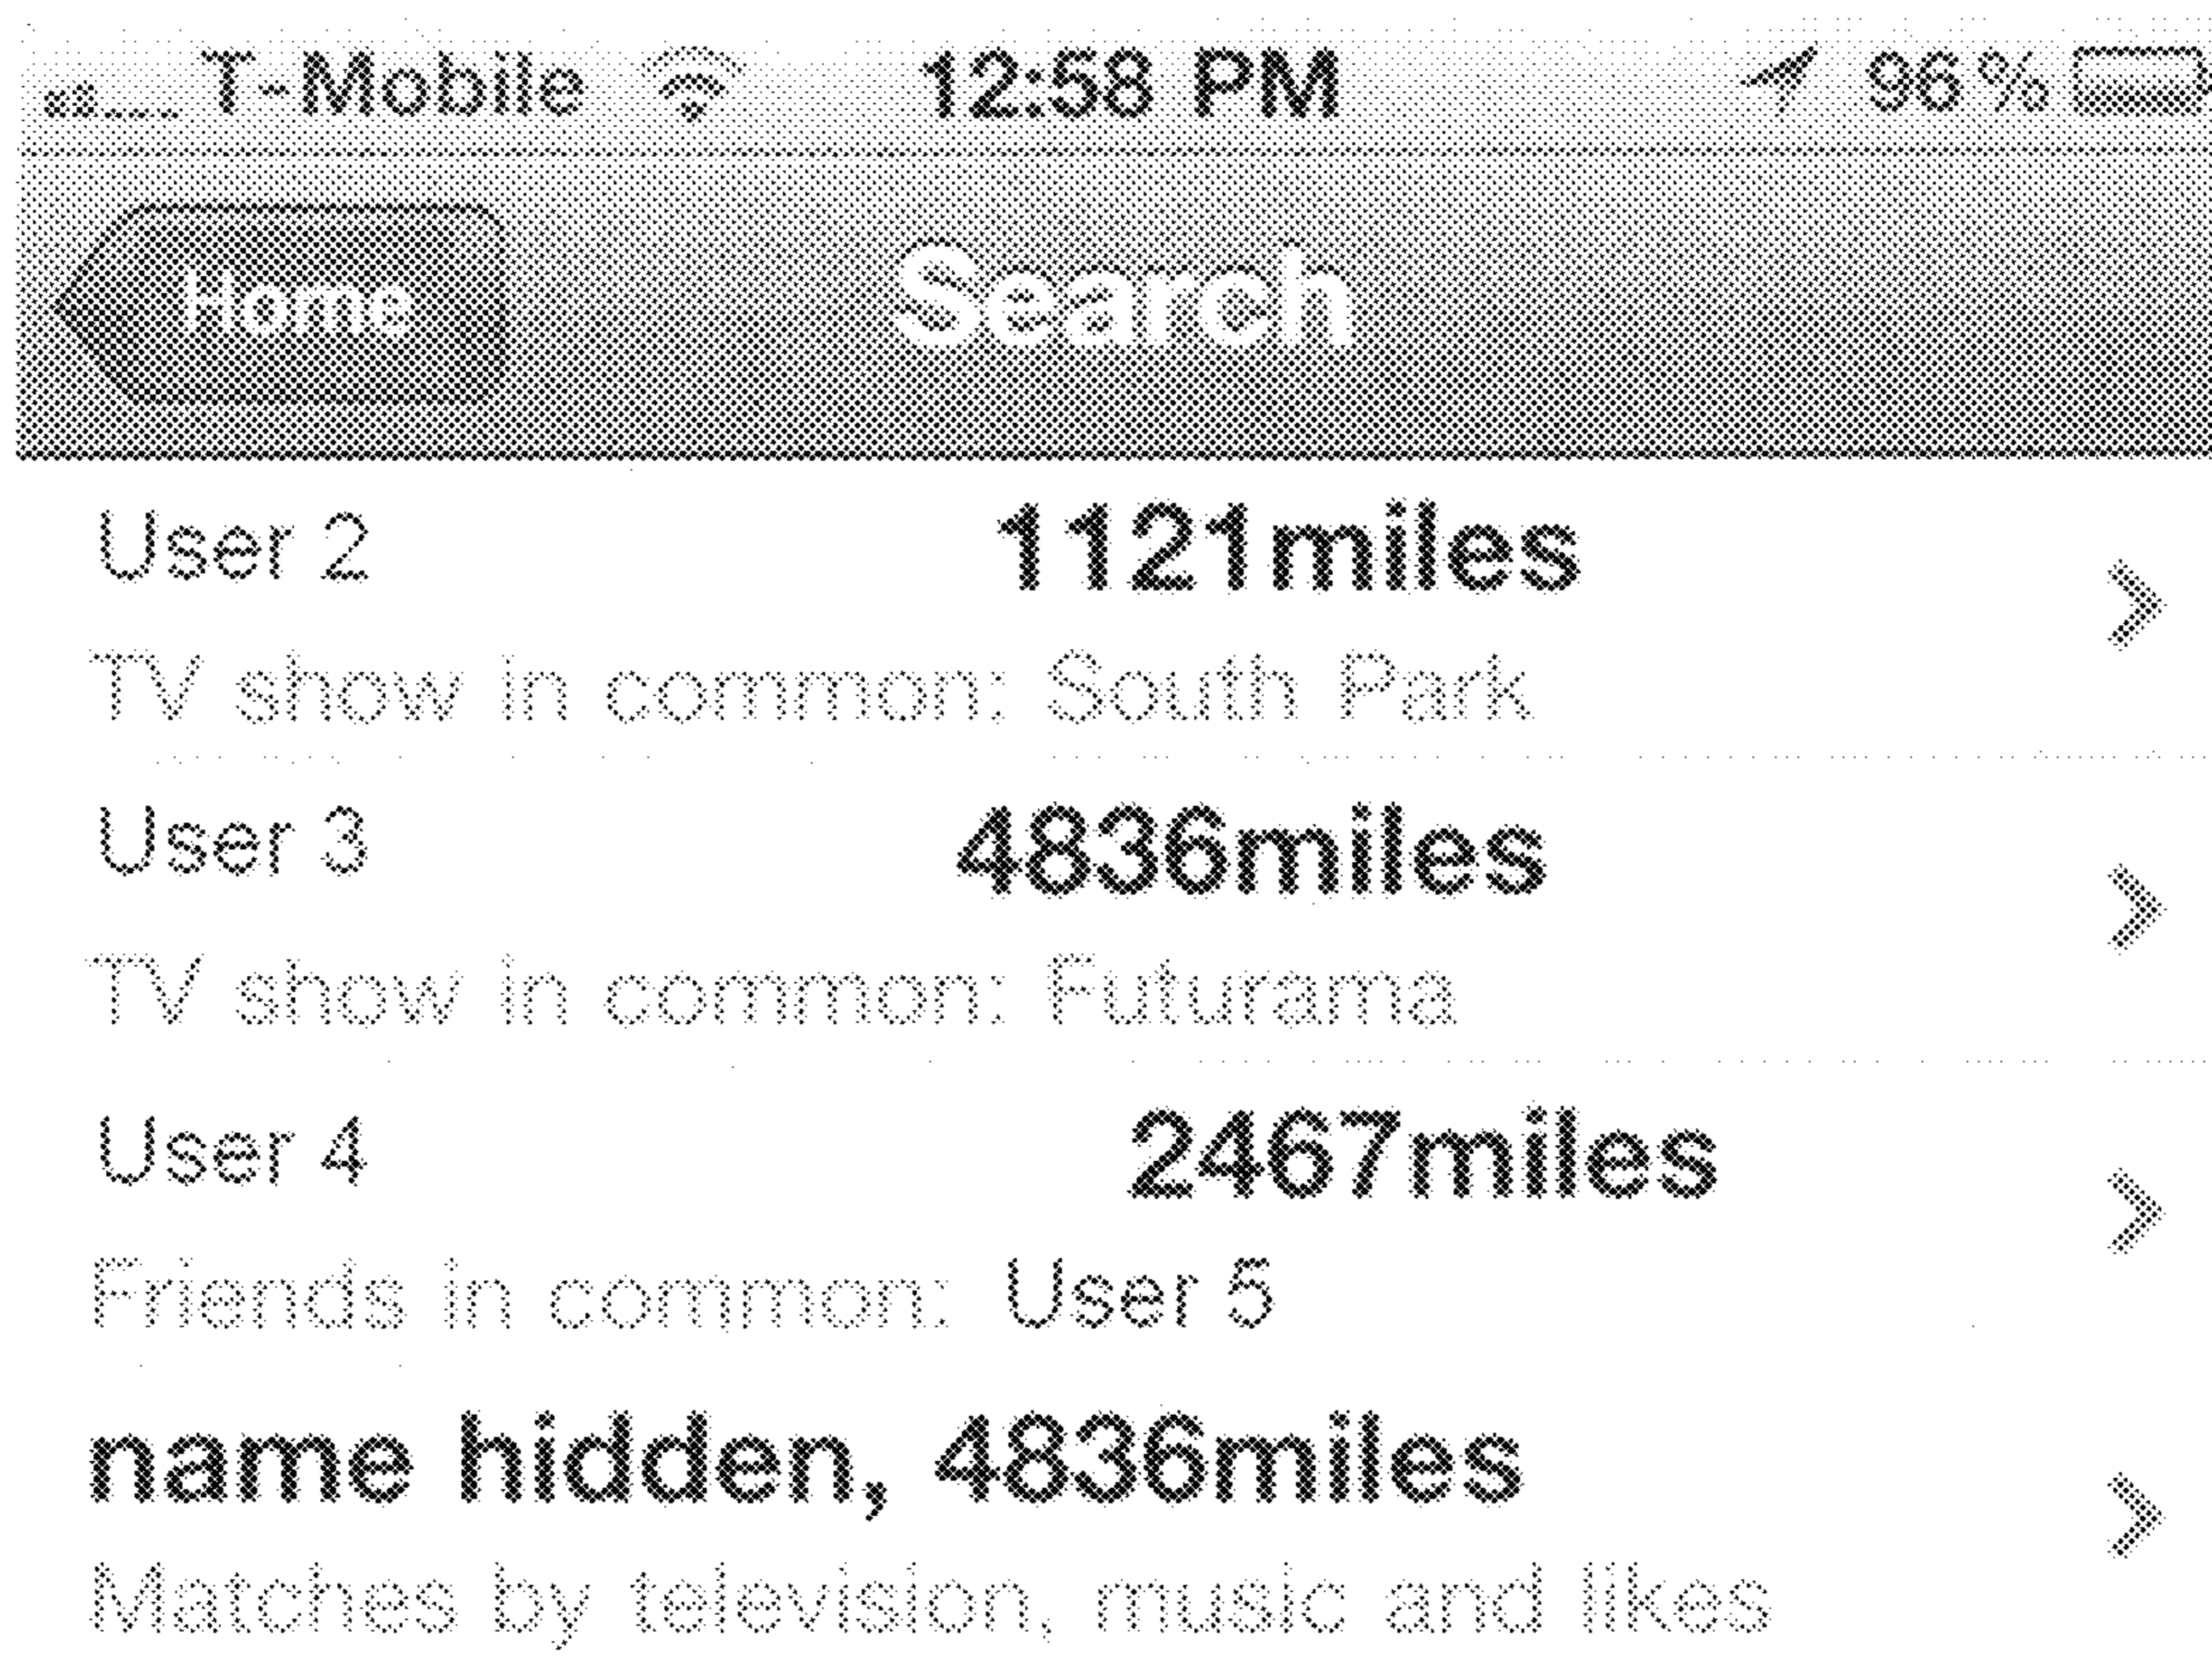 T-Mobile 12:58 PM 96%
Home Search
User 2 1121miles
TV show in common: South Park
User 3 4836miles
TV show in common: Futurama
User 4 2467miles
Friends in common: User 5
name hidden, 4836miles
Matches by television, music and likes